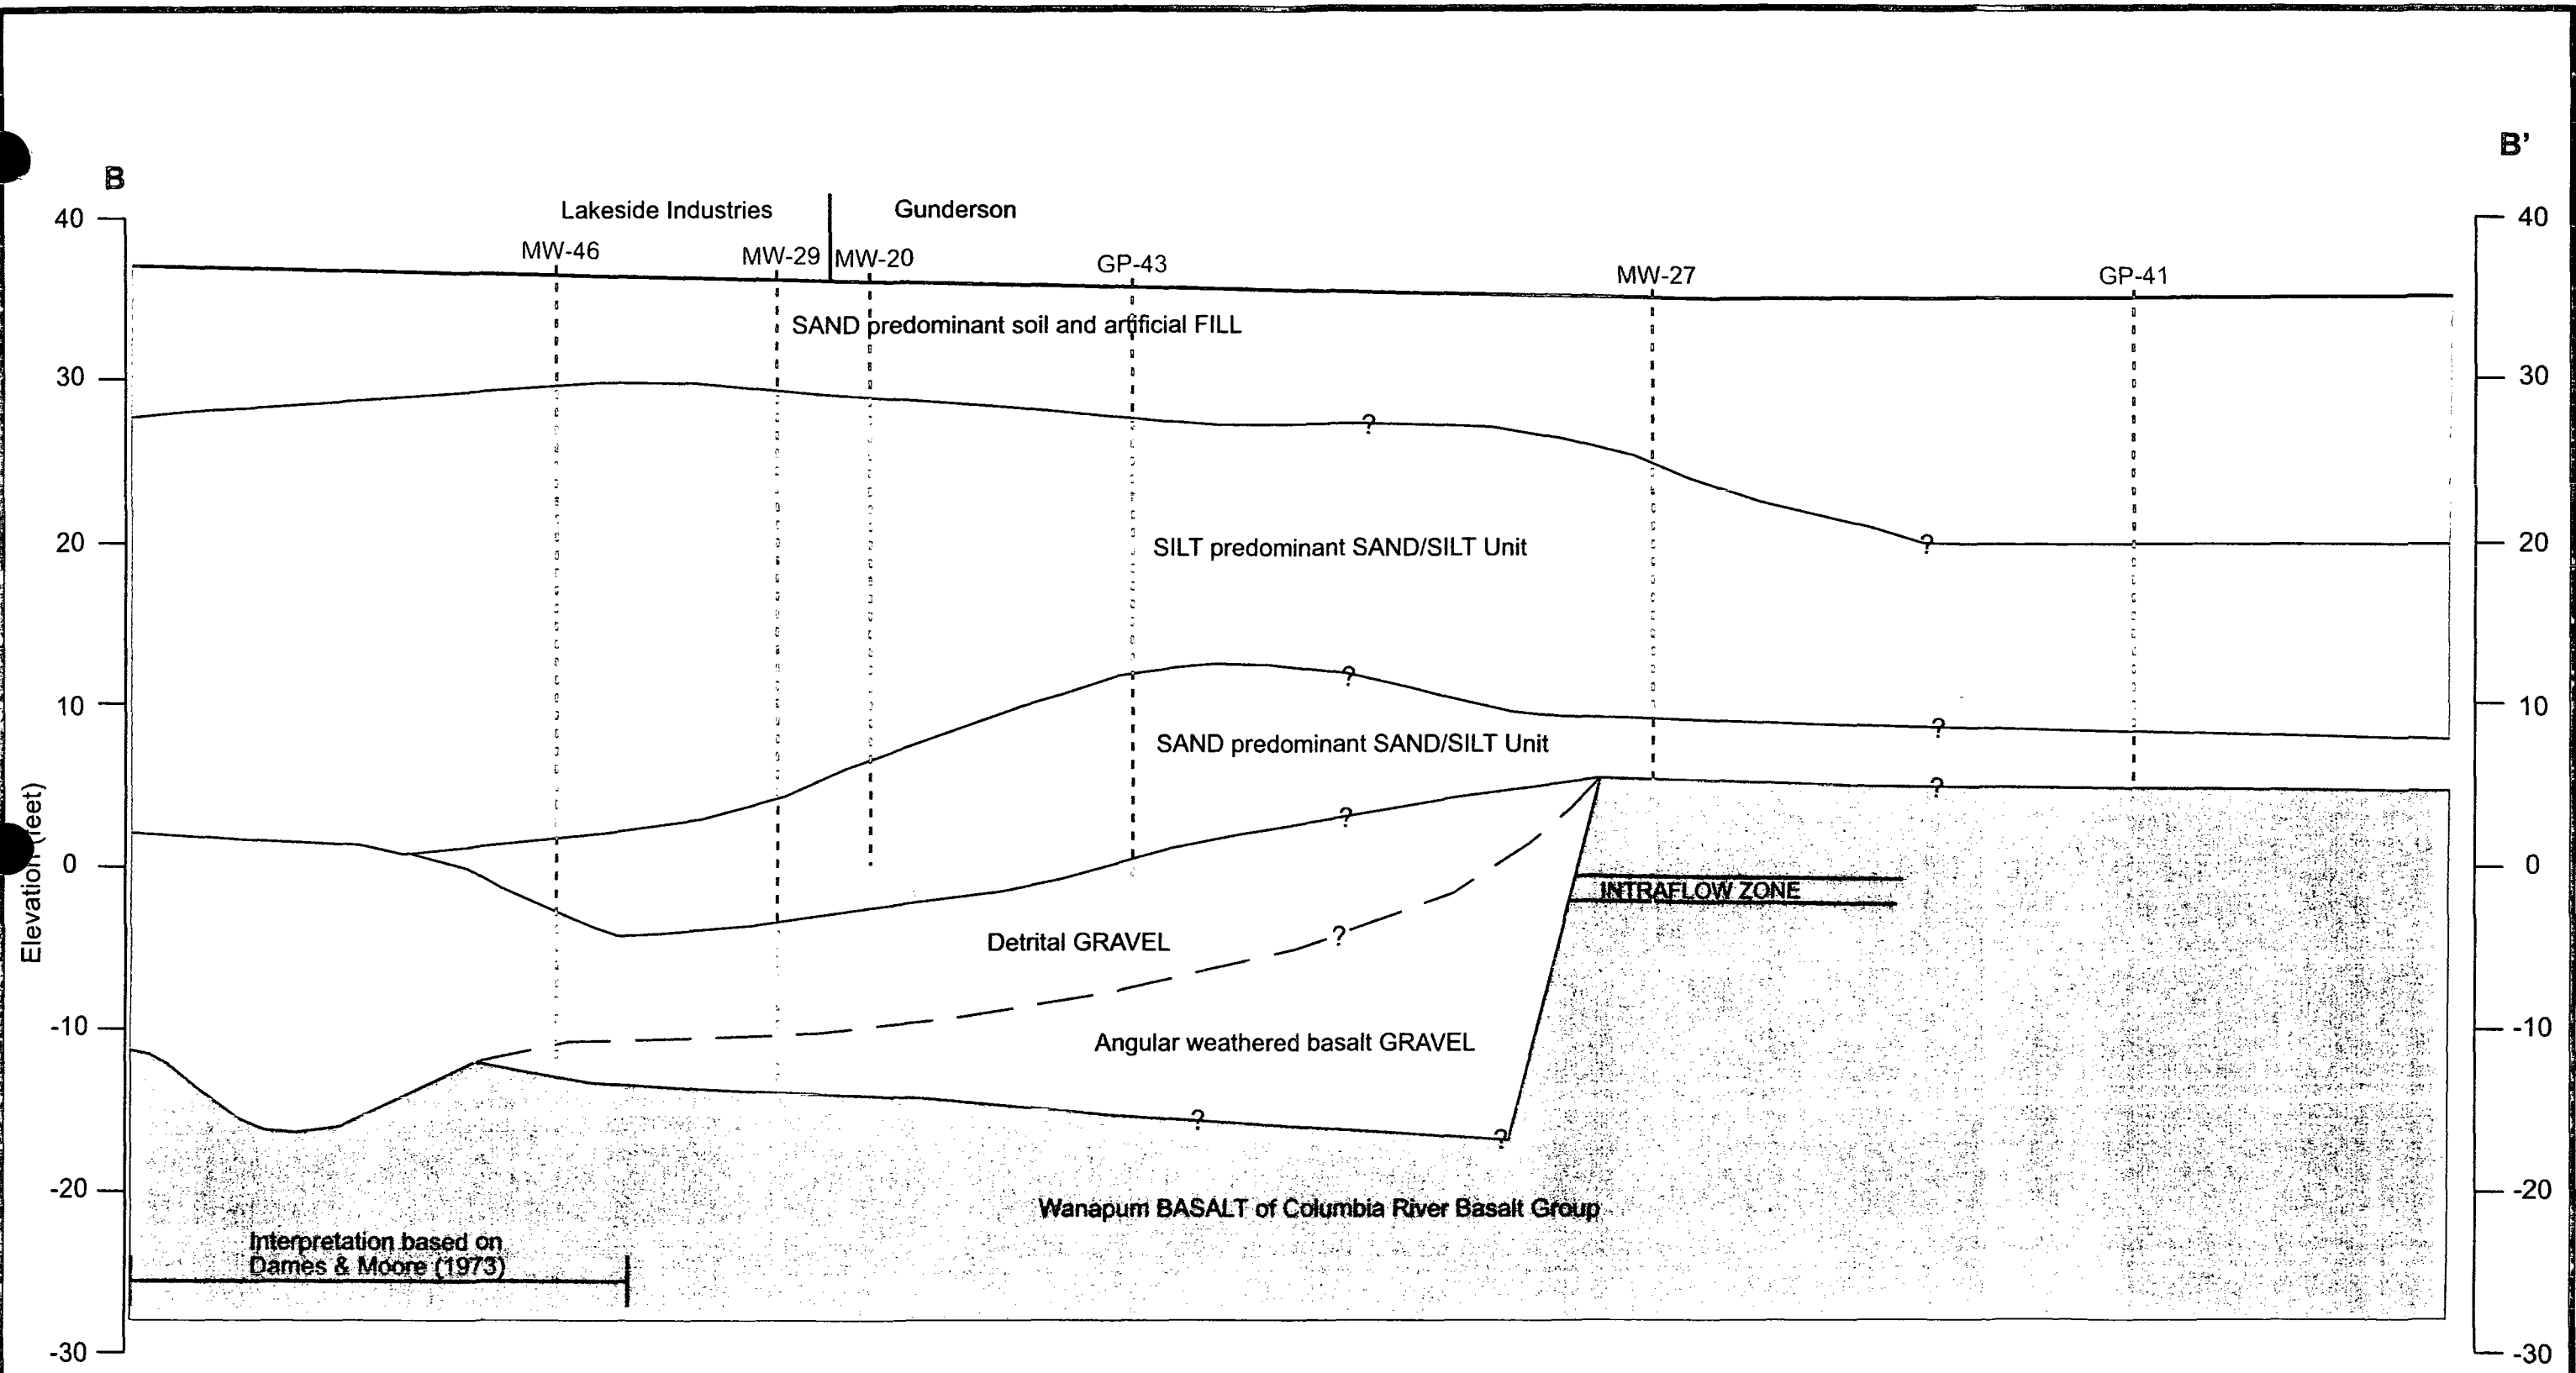 B
B'
Lakeside Industries
Gunderson
40
40
MW-46
MW-29
MW-20
GP-43
MW-27
GP-41
SAND predominant soil and artificial FILL
30
30
?
SILT predominant SAND/SILT Unit
20
?
20
?
10
?
10
SAND predominant SAND/SILT Unit
?
?
Elevation (feet)
0
0
INTRAFLOW ZONE
Detrital GRAVEL
?
-10
-10
Angular weathered basalt GRAVEL
?
?
-20
-20
Wanapum BASALT of Columbia River Basalt Group
Interpretation based on
Dames & Moore (1973)
-30
-30